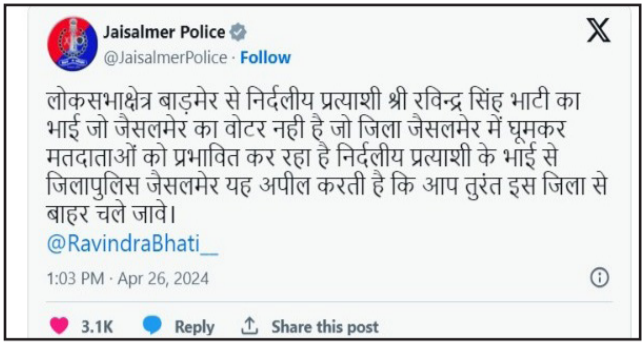 Jaisalmer Police
@JaisalmerPolice · Follow
लोकसभाक्षेत्र बाड़मेर से निर्दलीय प्रत्याशी श्री रविन्द्र सिंह भाटी का
भाई जो जैसलमेर का वोटर नही है जो जिला जैसलमेर में घूमकर
मतदाताओं को प्रभावित कर रहा है निर्दलीय प्रत्याशी के भाई से
जिलापुलिस जैसलमेर यह अपील करती है कि आप तुरंत इस जिला से
बाहर चले जावे।
@RavindraBhati__
1:03 PM · Apr 26, 2024
3.1K Reply Share this post